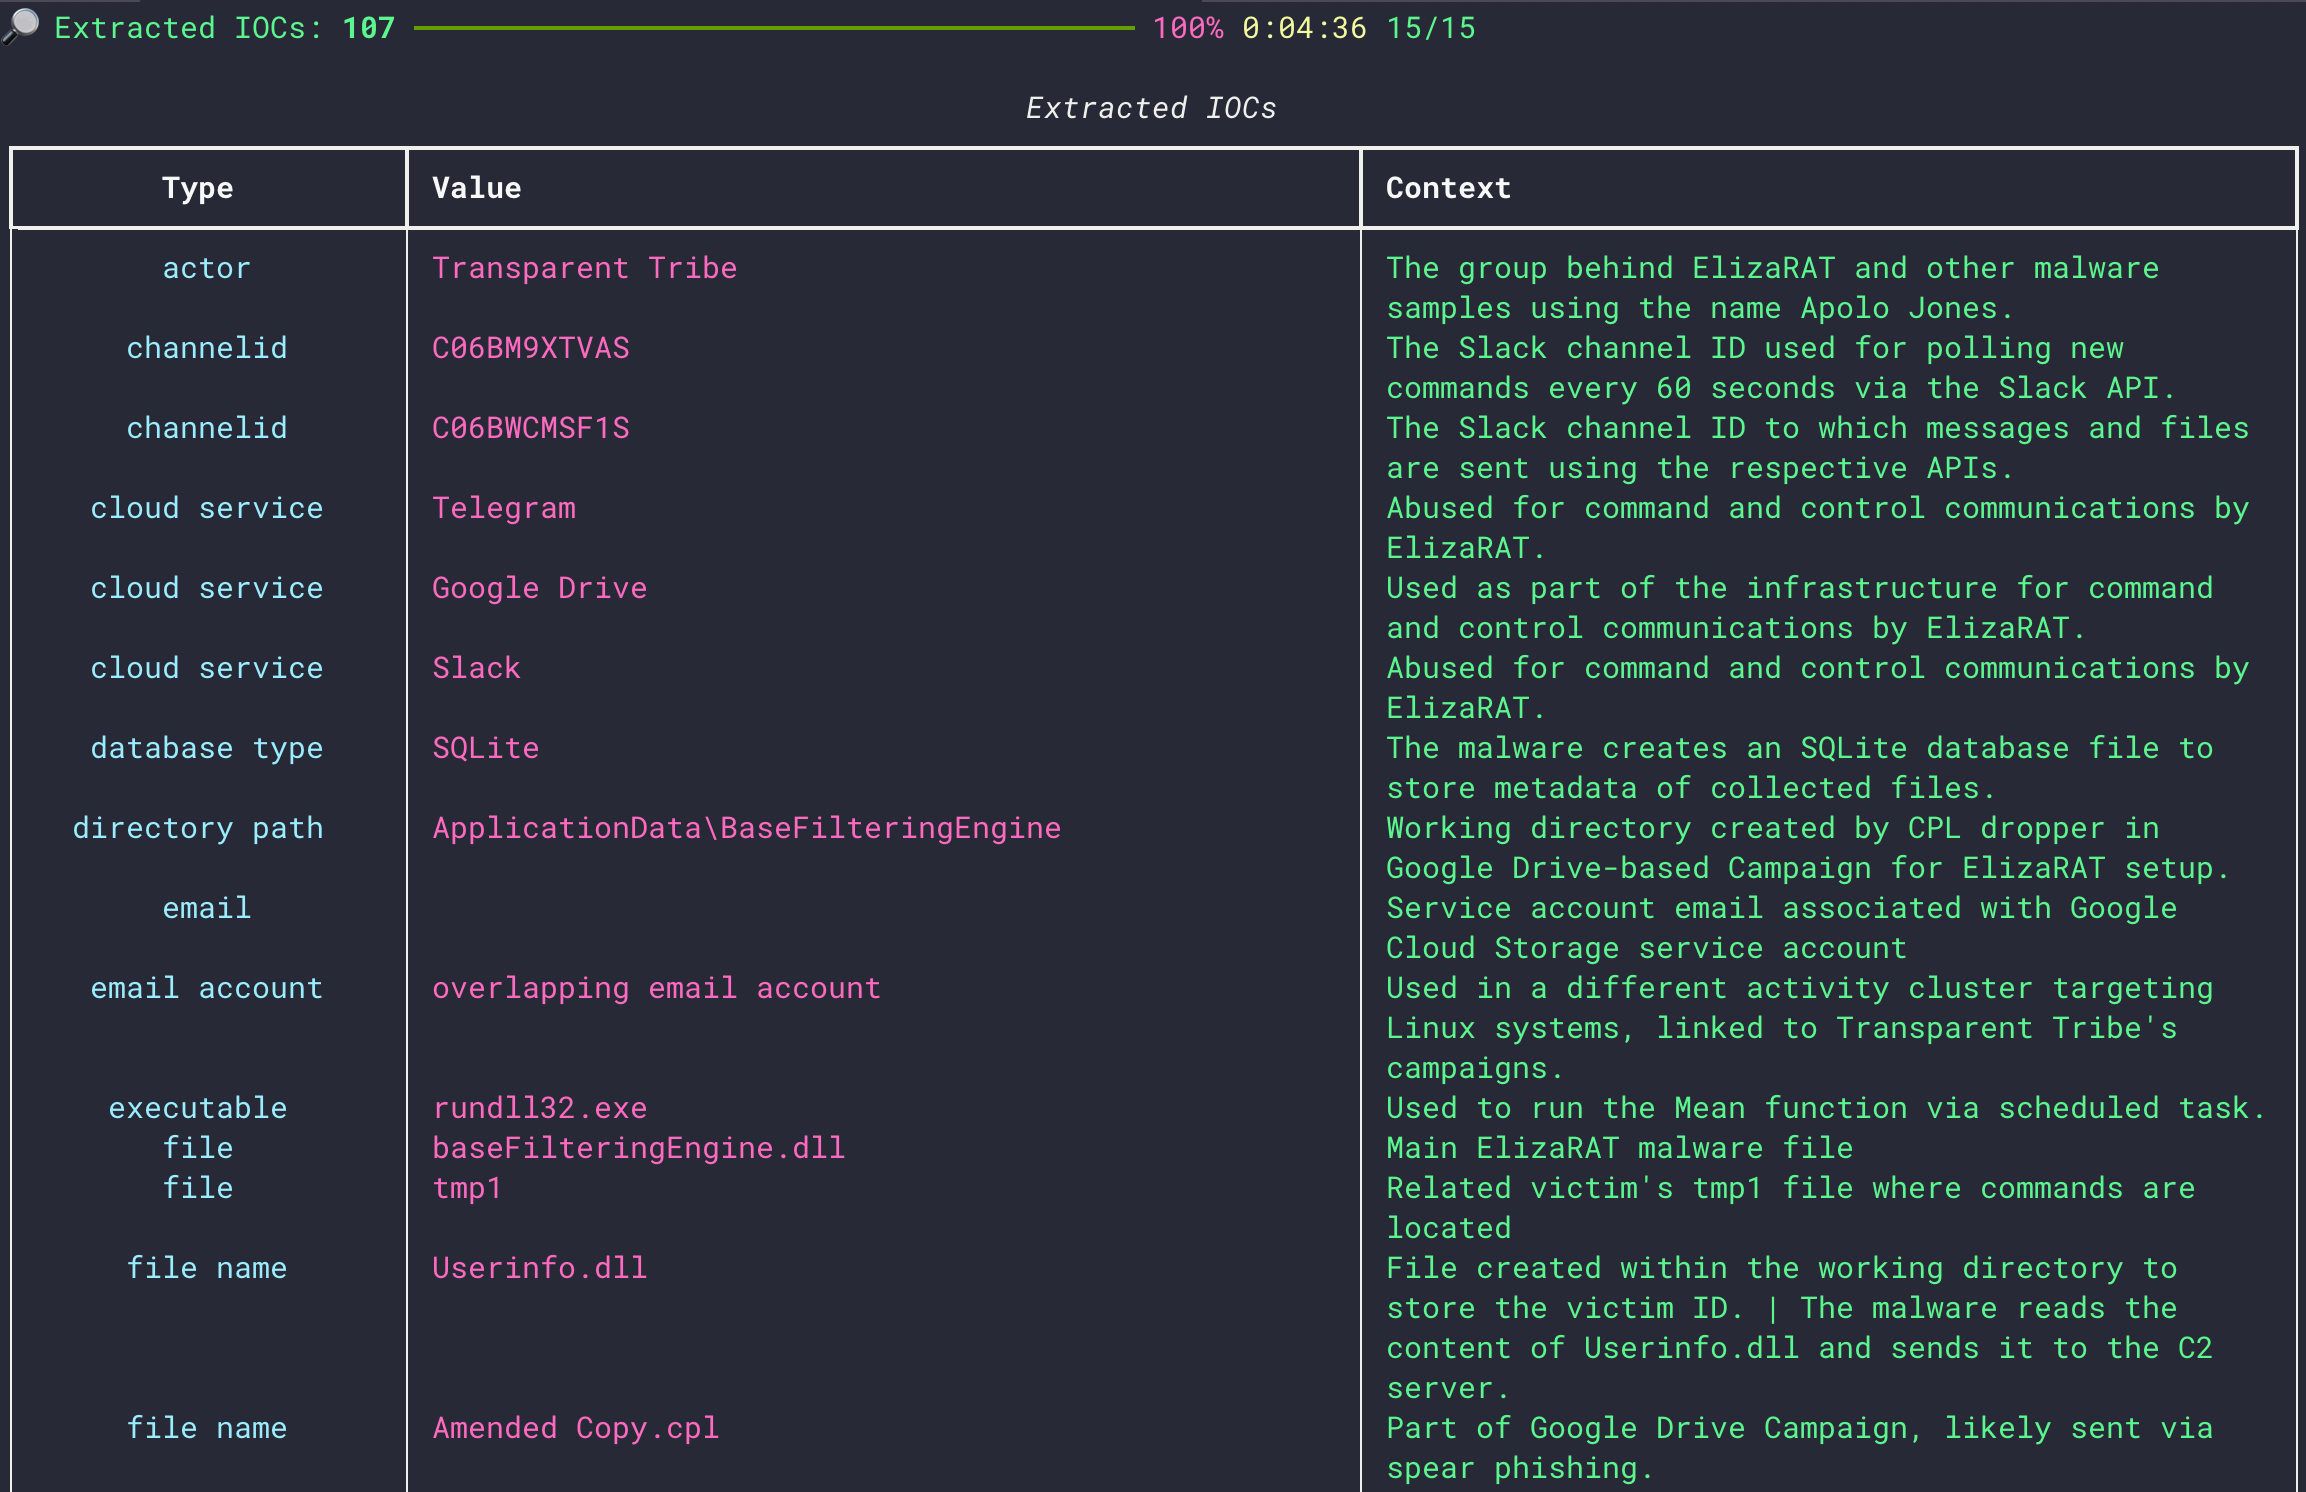 Extracted IOCs: 107 100% 0:04:36 15/15
Extracted IOCs
Type Value Context
actor Transparent Tribe The group behind ElizaRAT and other malware
samples using the name Apolo Jones.
channelid C06BM9XTVAS The Slack channel ID used for polling new
commands every 60 seconds via the Slack API.
channelid C06BWCMSF1S The Slack channel ID to which messages and files
are sent using the respective APIs.
cloud service Telegram Abused for command and control communications by
ElizaRAT.
cloud service Google Drive Used as part of the infrastructure for command
and control communications by ElizaRAT.
cloud service Slack Abused for command and control communications by
ElizaRAT.
database type SQLite The malware creates an SQLite database file to
store metadata of collected files.
directory path ApplicationData\BaseFilteringEngine Working directory created by CPL dropper in
Google Drive-based Campaign for ElizaRAT setup.
email Service account email associated with Google
Cloud Storage service account
email account overlapping email account Used in a different activity cluster targeting
Linux systems, linked to Transparent Tribe's
campaigns.
executable rundll32.exe Used to run the Mean function via scheduled task.
file baseFilteringEngine.dll Main ElizaRAT malware file
file tmp1 Related victim's tmp1 file where commands are
located
file name Userinfo.dll File created within the working directory to
store the victim ID. | The malware reads the
content of Userinfo.dll and sends it to the C2
server.
file name Amended Copy.cpl Part of Google Drive Campaign, likely sent via
spear phishing.